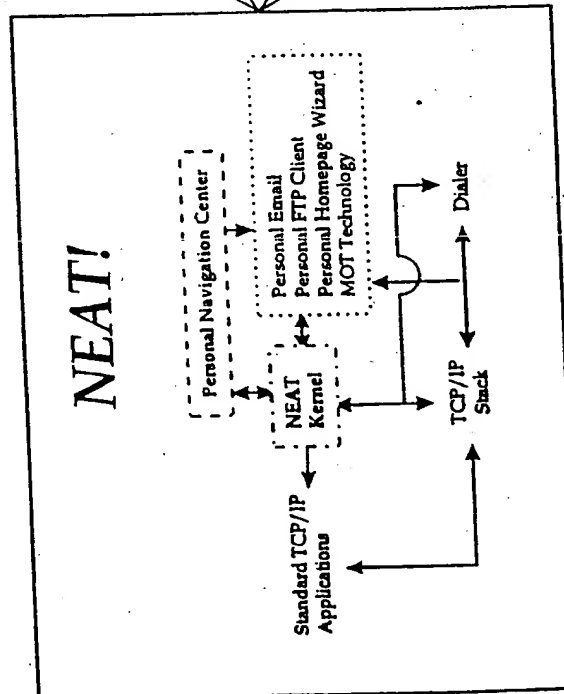 NEAT!
Personal Navigation Center
Personal Email
Personal FTP Client
Personal Homepage Wizard
MOT Technology
NEAT
Kernel
Standard TCP/IP
Applications
TCP/IP
Stack
Dialer